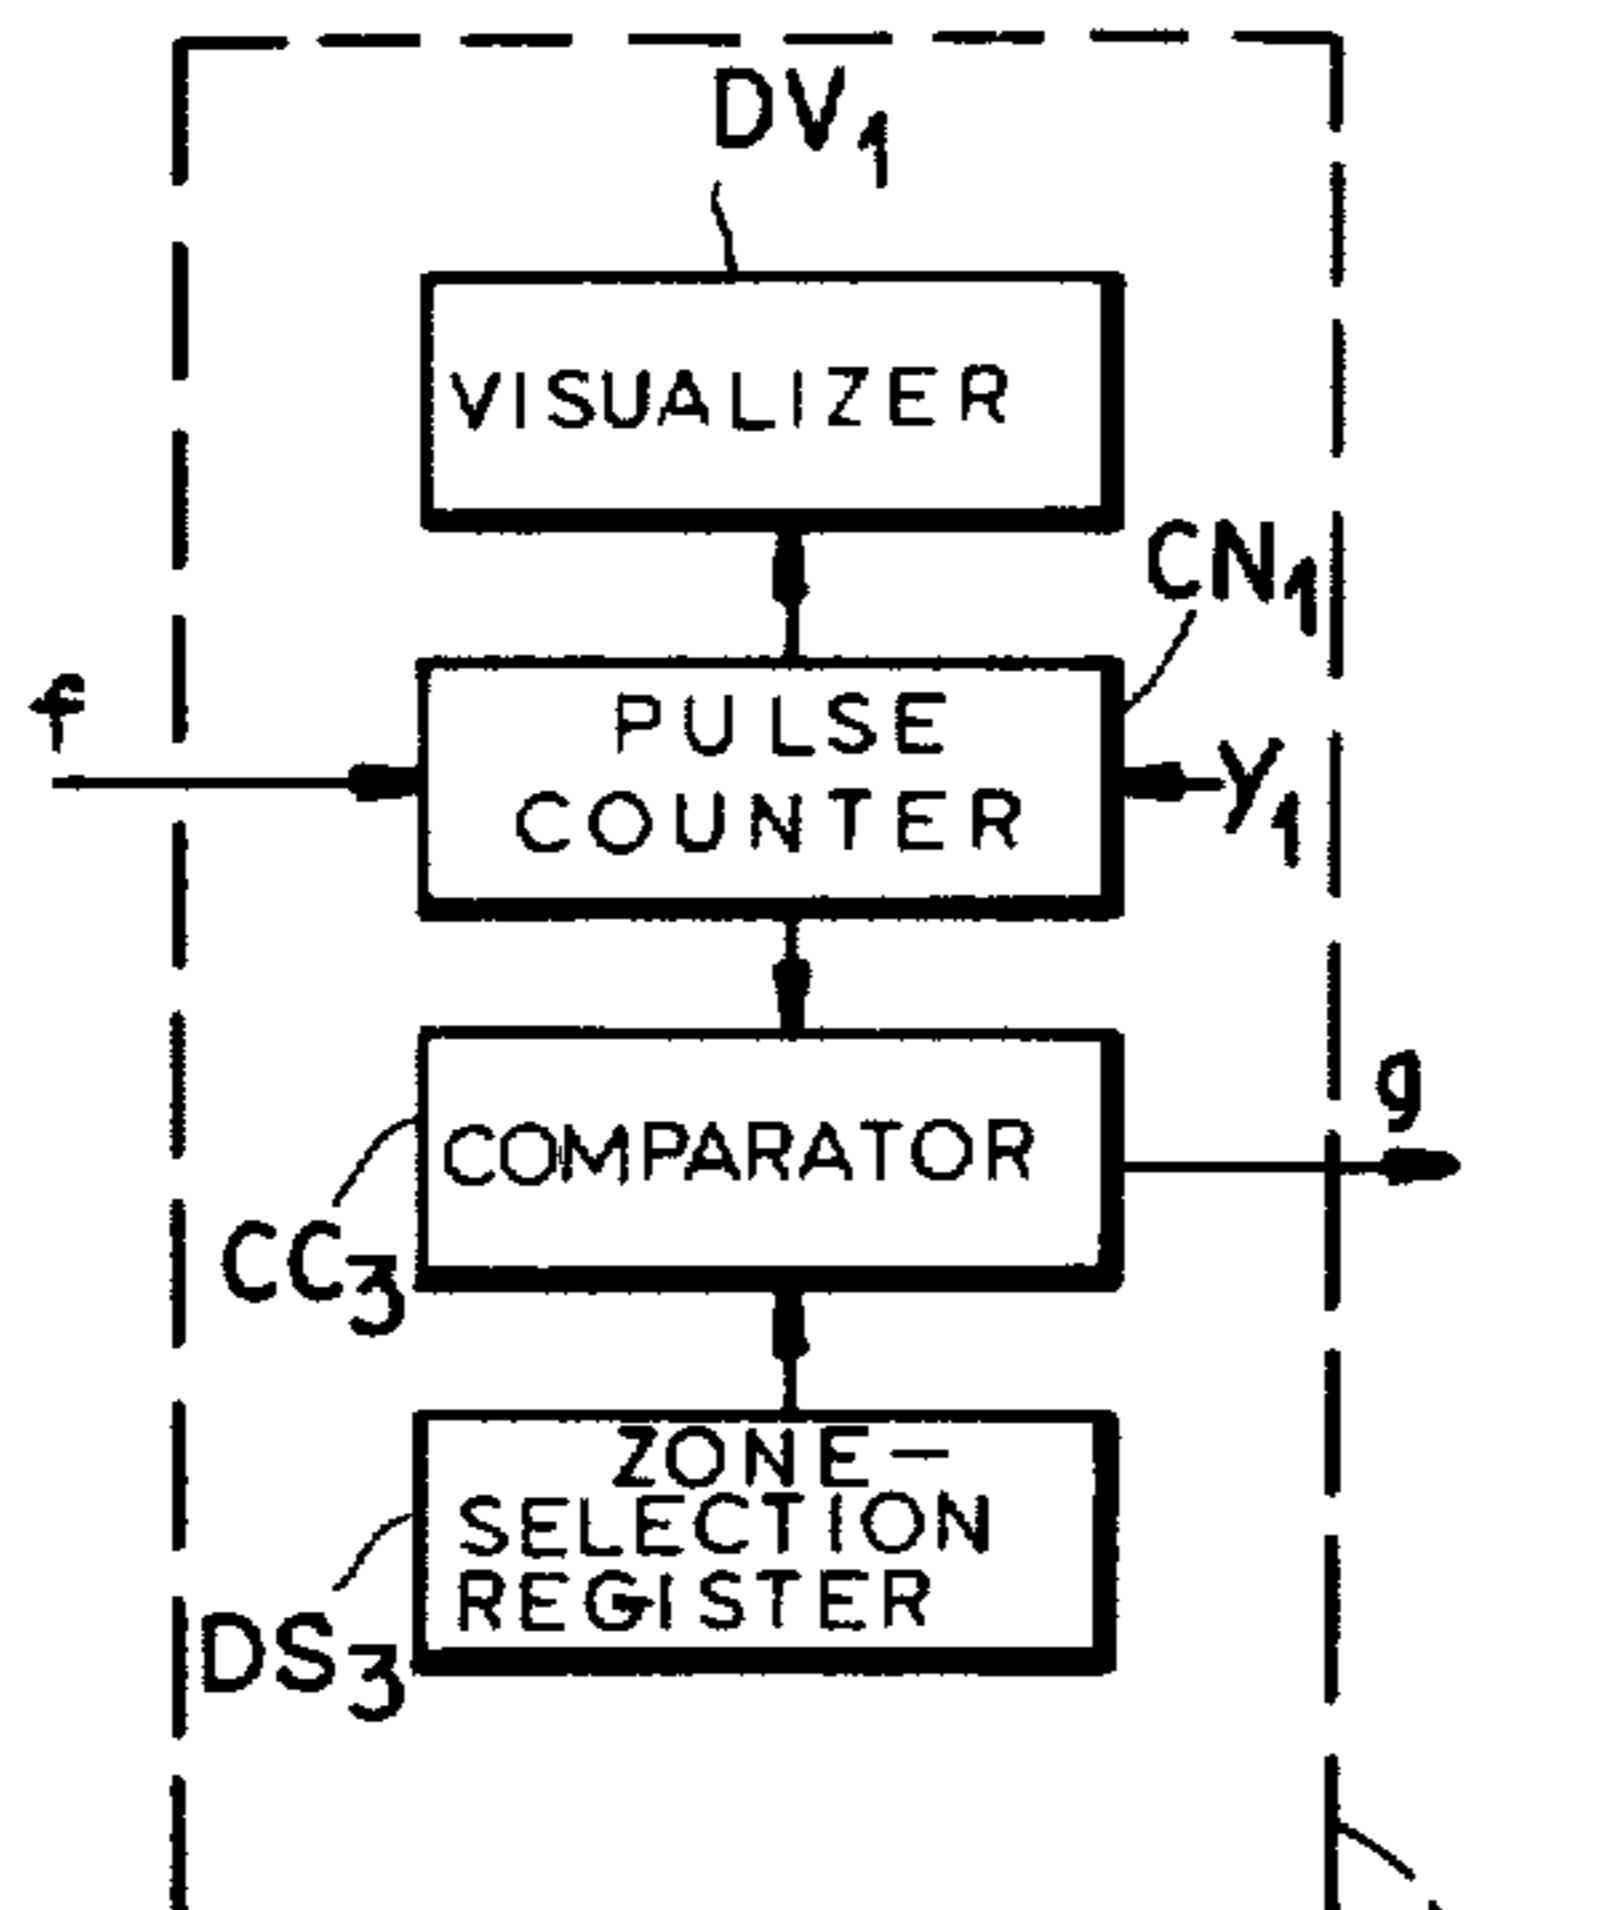 DV1
VISUALIZER
CN1
f
PULSE
COUNTER
y1
COMPARATOR
g
CC3
ZONE-
SELECTION
REGISTER
DS3